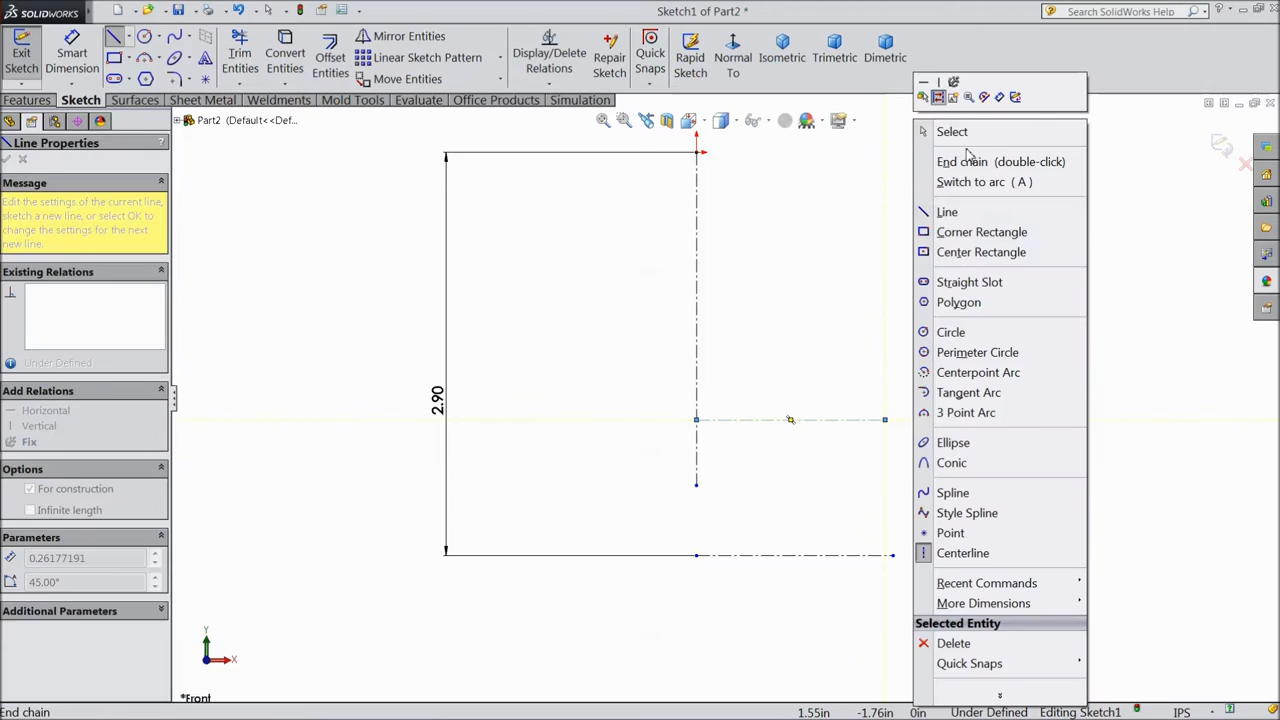 SOLIDWORKS
Sketch1 of Part2 *
Search SolidWorks Help
Exit Sketch
Smart Dimension
Trim Entities
Convert Entities
Offset Entities
Mirror Entities
Linear Sketch Pattern
Move Entities
Display/Delete Relations
Repair Sketch
Quick Snaps
Rapid Sketch
Normal To
Isometric
Trimetric
Dimetric
Features
Sketch
Surfaces
Sheet Metal
Weldments
Mold Tools
Evaluate
Office Products
Simulation
Part2 (Default<<Def...
Line Properties
?
Message
Edit the settings of the current line, sketch a new line, or select OK to change the settings for the next new line.
Existing Relations
Under Defined
Add Relations
Horizontal
Vertical
Fix
Options
For construction
Infinite length
Parameters
0.26177191
45.00°
Additional Parameters
2.90
Y
X
*Front
Select
End chain (double-click)
Switch to arc ( A )
Line
Corner Rectangle
Center Rectangle
Straight Slot
Polygon
Circle
Perimeter Circle
Centerpoint Arc
Tangent Arc
3 Point Arc
Ellipse
Conic
Spline
Style Spline
Point
Centerline
Recent Commands
More Dimensions
Selected Entity
Delete
Quick Snaps
End chain
1.55in
-1.76in
0in
Under Defined
Editing Sketch1
IPS